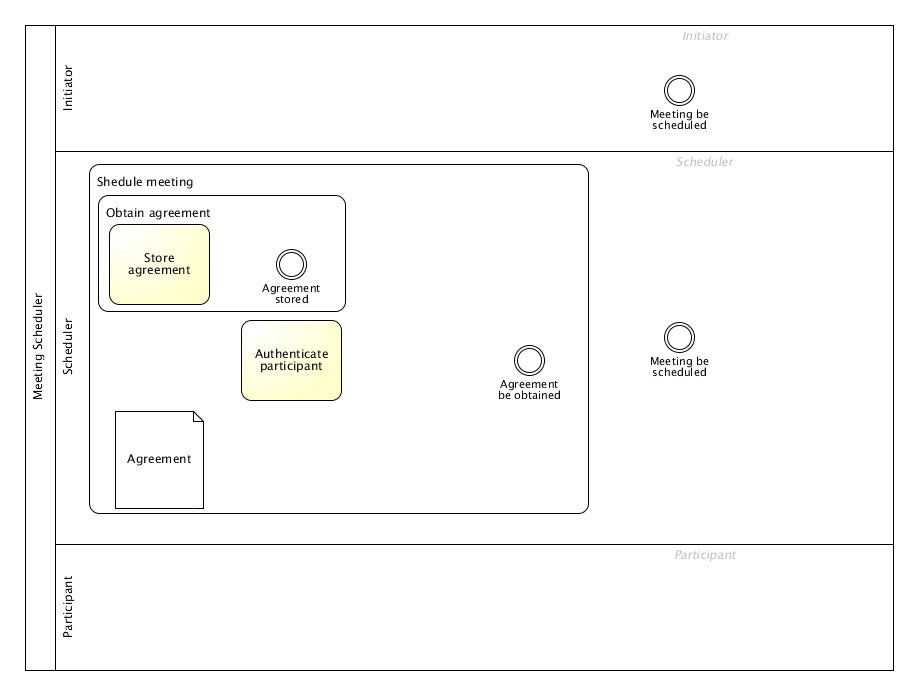 Meeting Scheduler
Initiator
Initiator
Meeting be
scheduled
Scheduler
Scheduler
Shedule meeting
Obtain agreement
Store
agreement
Agreement
stored
Authenticate
participant
Agreement
be obtained
Meeting be
scheduled
Agreement
Participant
Participant